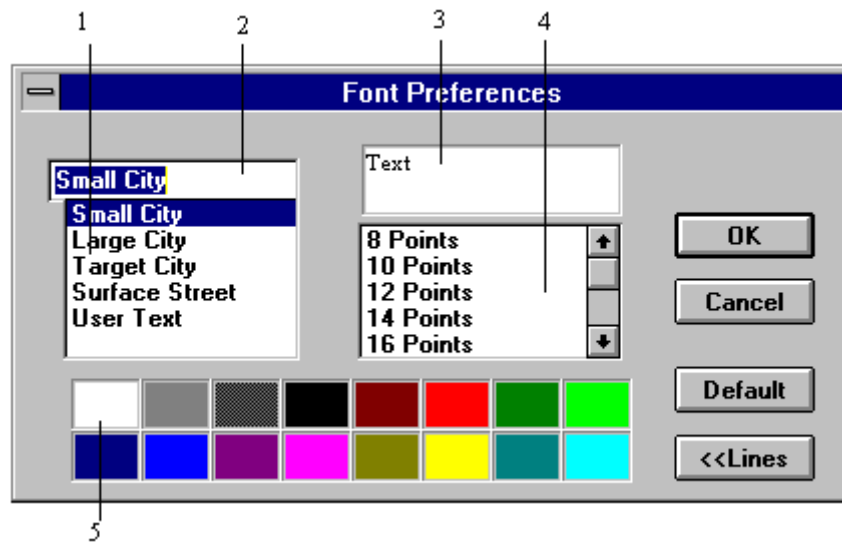 1 2 3 4
Font Preferences
Small City
Small City
Large City
Target City
Surface Street
User Text
Text
8 Points
10 Points
12 Points
14 Points
16 Points
OK
Cancel
Default
<<Lines
5